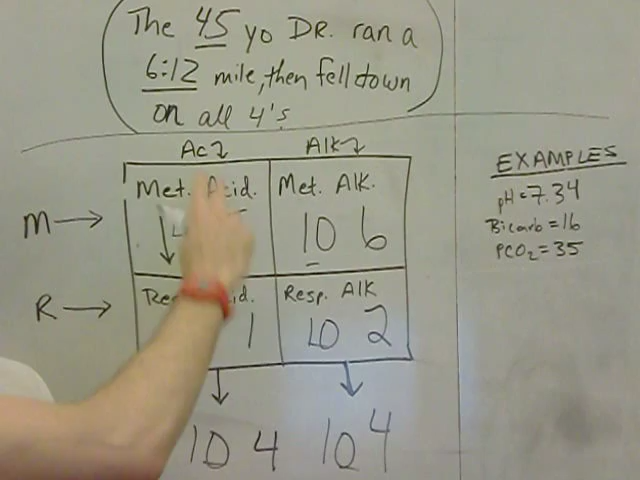 The 45 yo DR. ran a
6:12 mile, then fell down
on all 4's
Ac Alk
Met. Acid. Met. Alk.
M 10 6
Resp. Alk
R 1 10 2
10 4 10 4
EXAMPLES
pH=7.34
Bicarb=16
PCO₂=35